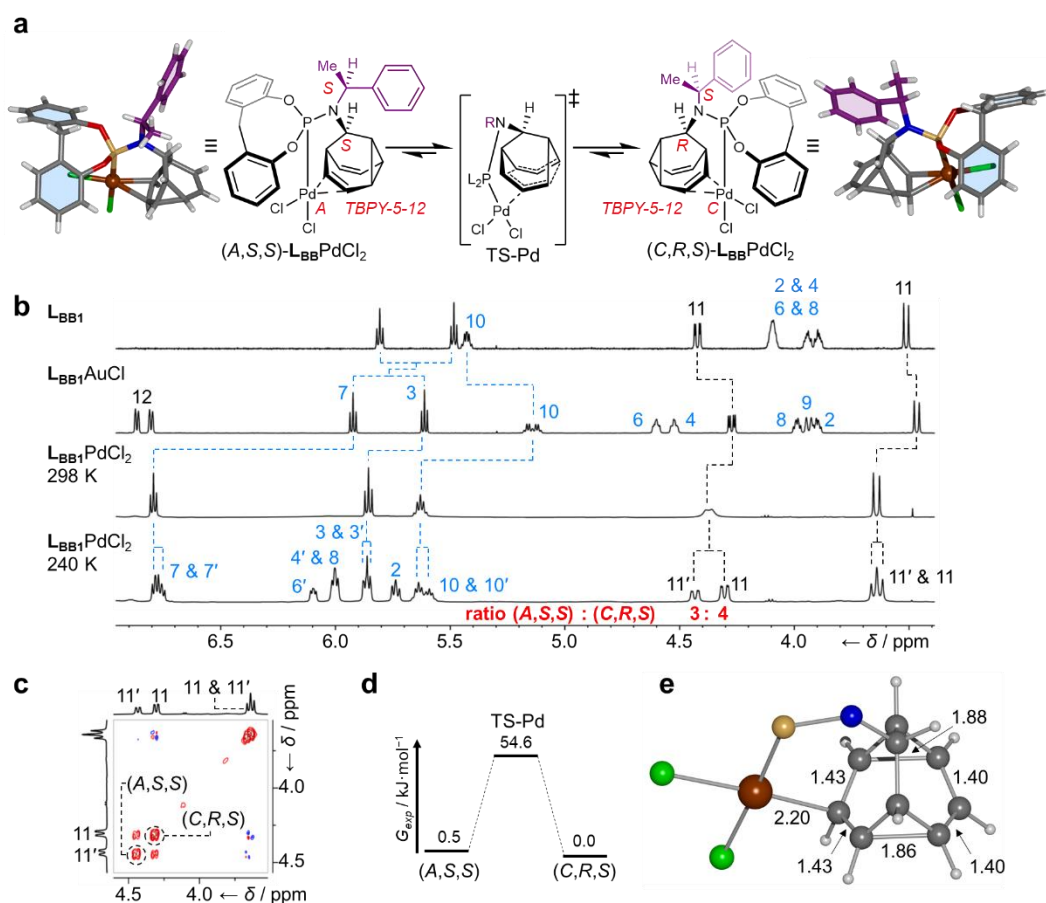 a
Me H S N O P O H S Pd Cl A TBPY-5-12 Cl
(A,S,S)-LBBPdCl2
≡
‡
RN H L2P Pd Cl Cl
TS-Pd
H Me S H N P O O R TBPY-5-12 Pd C Cl Cl
(C,R,S)-LBBPdCl2
≡
b
LBB1
10
11
2 & 4
6 & 8
11
LBB1AuCl
12
7
3
10
6
4
8
9
2
LBB1PdCl2
298 K
LBB1PdCl2
240 K
7 & 7′
6′
4′ & 8
3 & 3′
2
10 & 10′
11′
11
11′ & 11
ratio (A,S,S) : (C,R,S) 3 : 4
6.5 6.0 5.5 5.0 4.5 4.0 ← δ / ppm
c
11′ 11 11 & 11′
(A,S,S)
(C,R,S)
11
11′
← δ / ppm
4.0
4.5
4.5 4.0 ← δ / ppm
d
Gexp / kJ·mol−1
TS-Pd
54.6
0.5
0.0
(A,S,S)
(C,R,S)
e
1.88
1.43
1.40
2.20
1.43
1.86
1.40